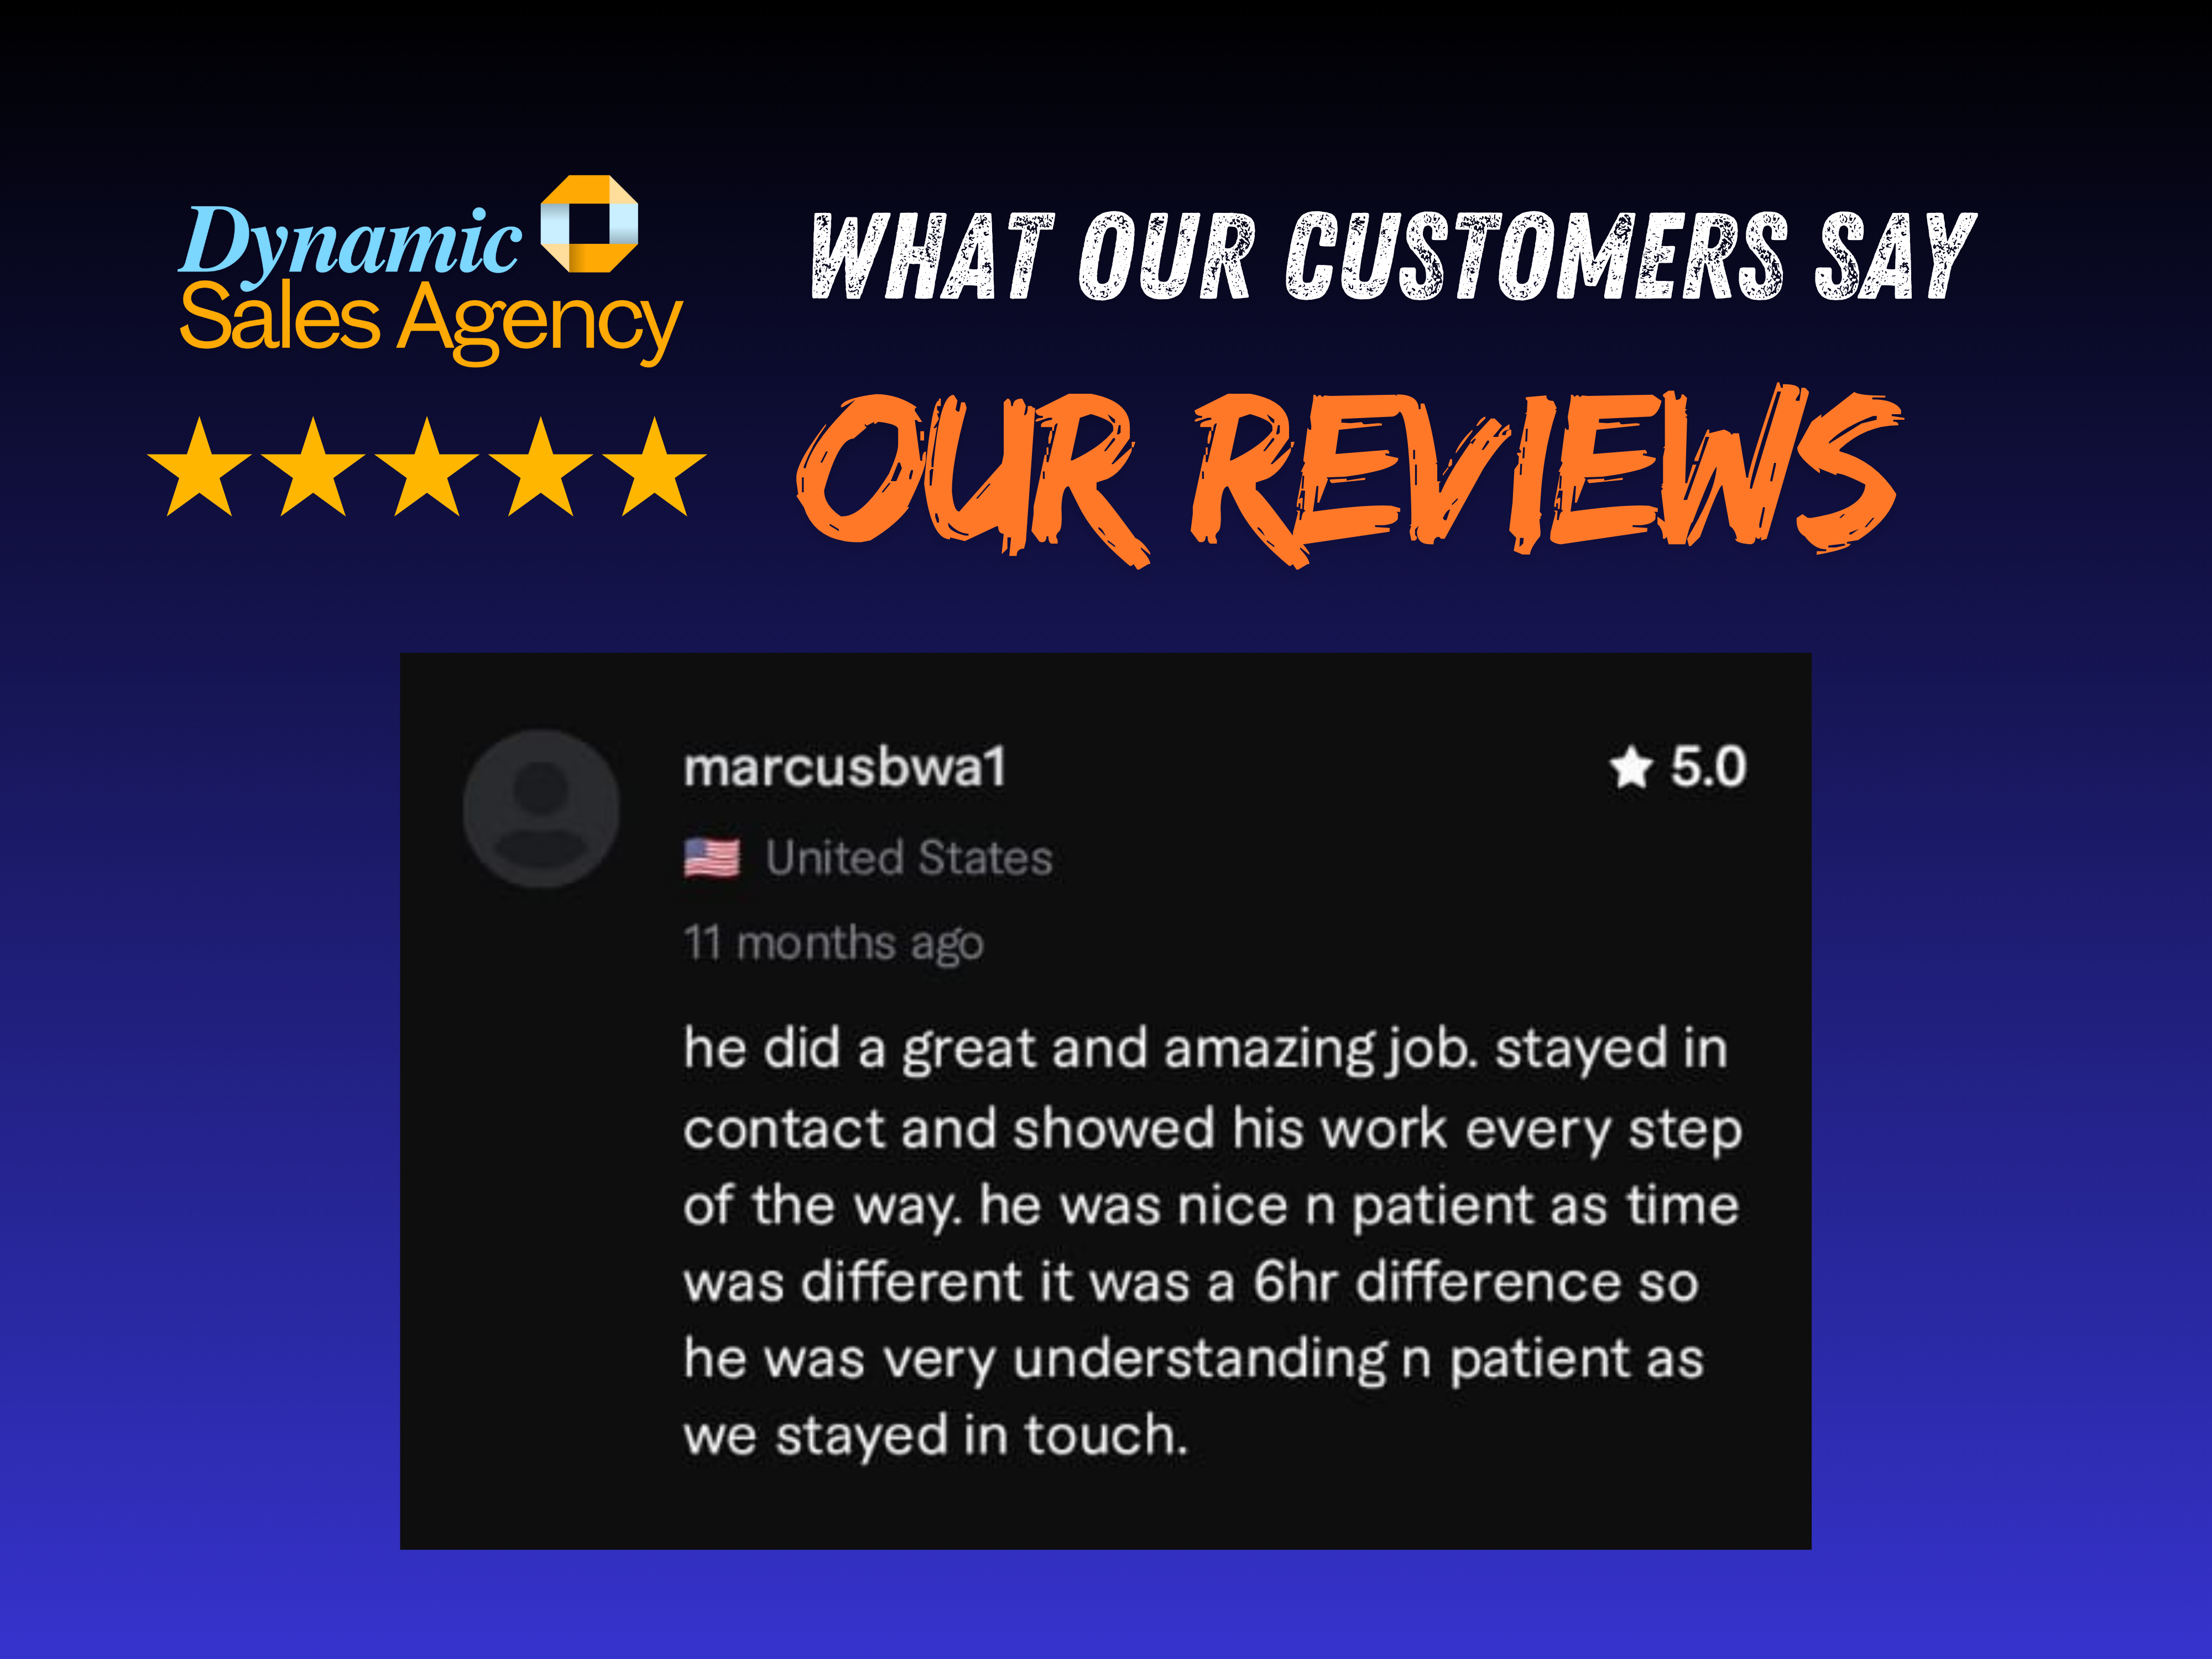 Dynamic
Sales Agency
WHAT OUR CUSTOMERS SAY
OUR REVIEWS
marcusbwa1
5.0
United States
11 months ago
he did a great and amazing job. stayed in
contact and showed his work every step
of the way. he was nice n patient as time
was different it was a 6hr difference so
he was very understanding n patient as
we stayed in touch.